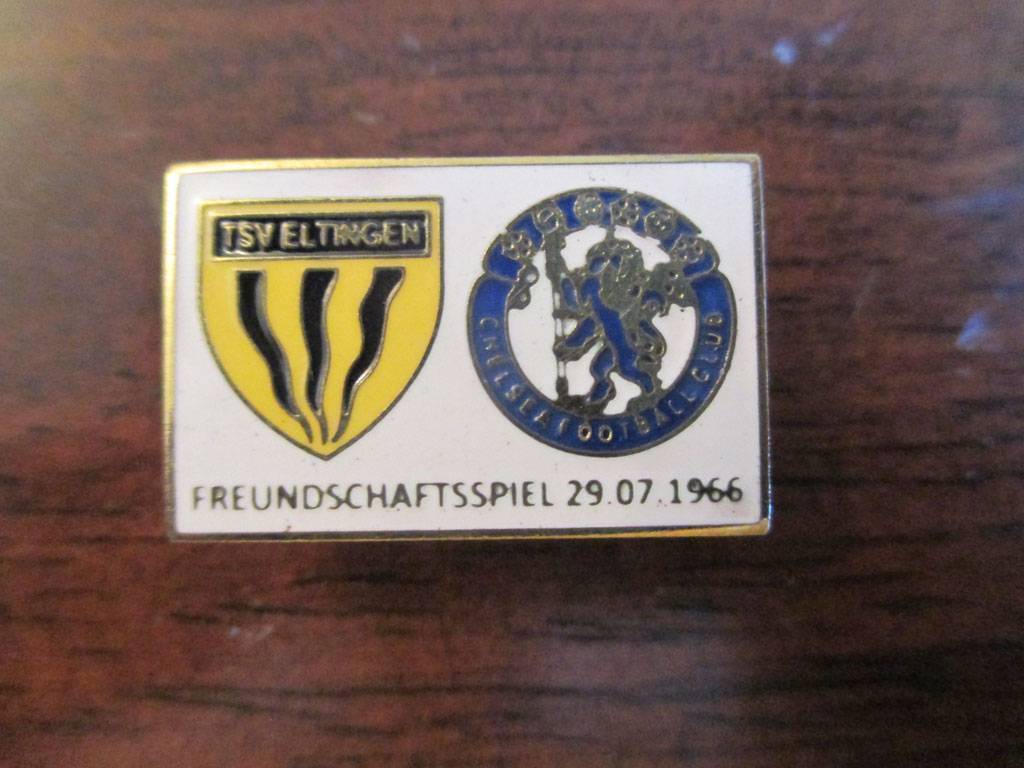 TSV ELTINGEN
CHELSEA FOOTBALL CLUB
FREUNDSCHAFTSSPIEL 29.07.1966